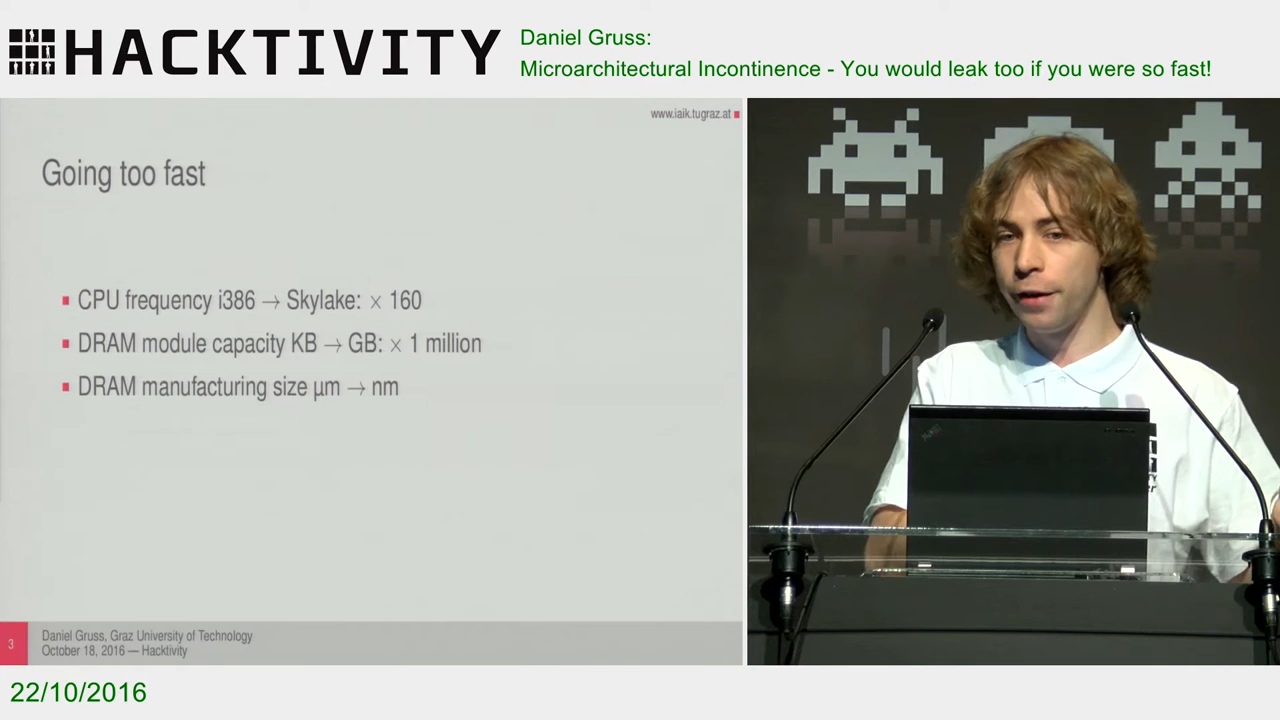 HACKTIVITY
Daniel Gruss:
Microarchitectural Incontinence - You would leak too if you were so fast!
www.iaik.tugraz.at
Going too fast
CPU frequency i386 → Skylake: × 160
DRAM module capacity KB → GB: × 1 million
DRAM manufacturing size µm → nm
3
Daniel Gruss, Graz University of Technology
October 18, 2016 — Hacktivity
22/10/2016